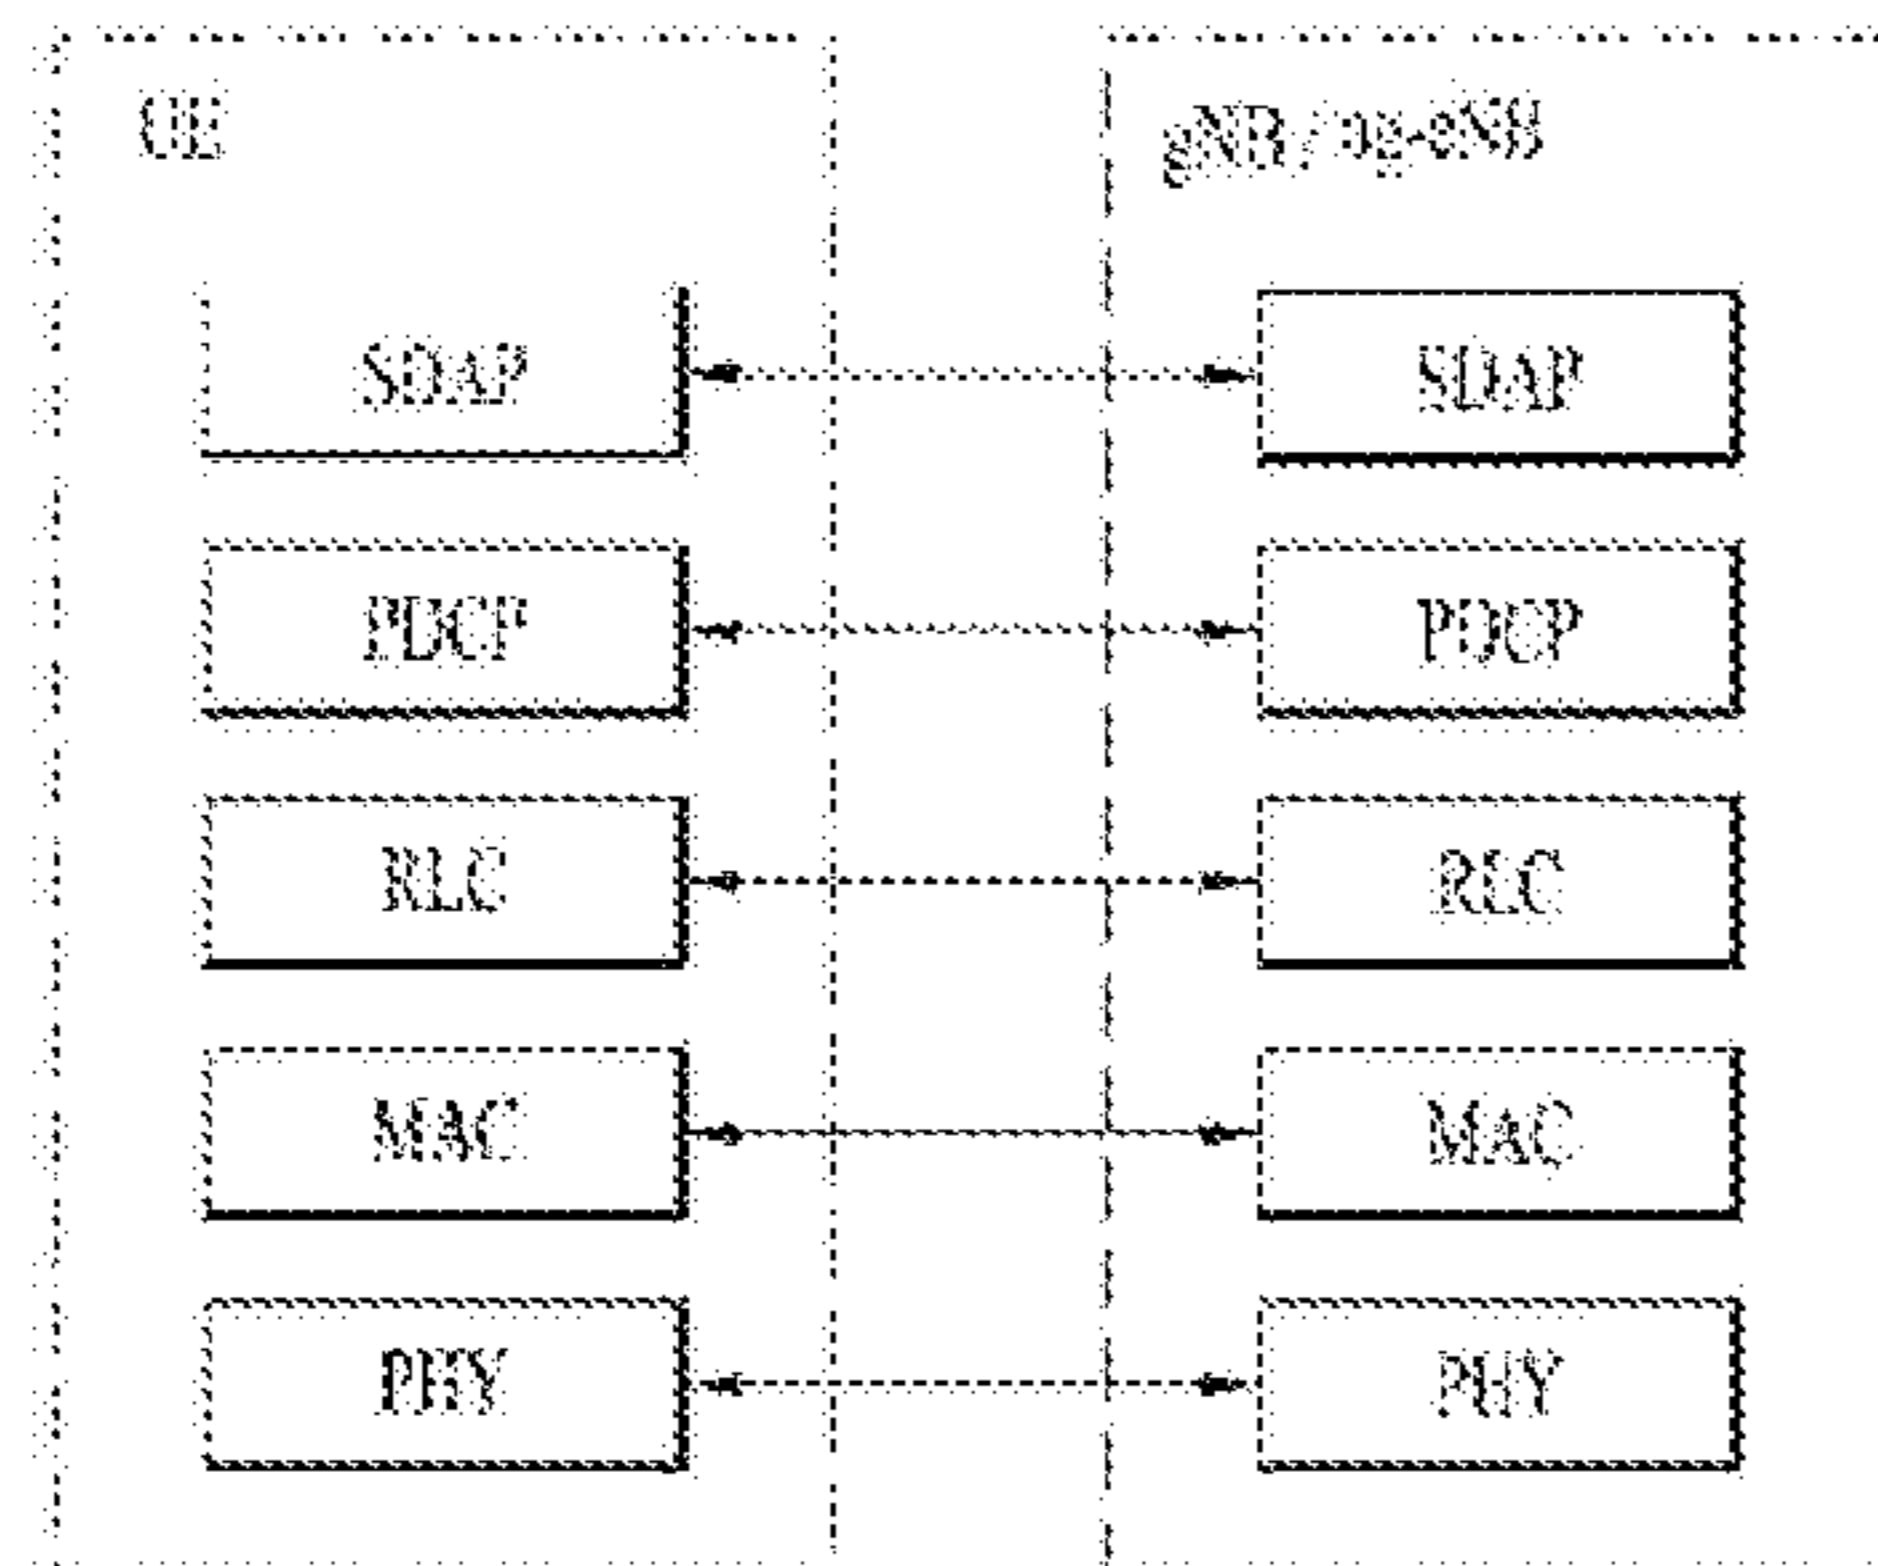 UE
gNB / ng-eNB
SDAP
SDAP
PDCP
PDCP
RLC
RLC
MAC
MAC
PHY
PHY